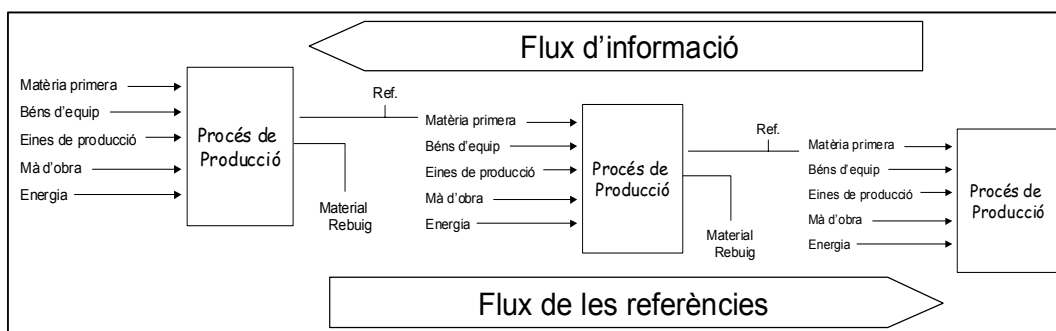 Flux d'informació
Matèria primera
Béns d'equip
Eines de producció
Mà d'obra
Energia
Procés de
Producció
Ref.
Material
Rebuig
Matèria primera
Béns d'equip
Eines de producció
Mà d'obra
Energia
Procés de
Producció
Ref.
Material
Rebuig
Matèria primera
Béns d'equip
Eines de producció
Mà d'obra
Energia
Procés de
Producció
Flux de les referències